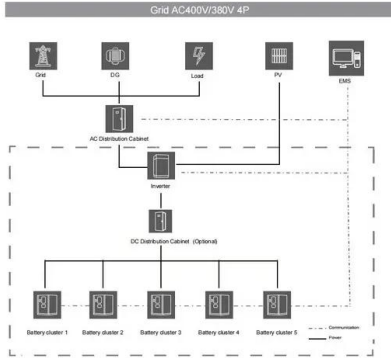 Grid AC400V/380V 4P
Grid
DG
Load
PV
EMS
AC Distribution Cabinet
Inverter
DC Distribution Cabinet (Optional)
Battery cluster 1
Battery cluster 2
Battery cluster 3
Battery cluster 4
Battery cluster 5
Communication
Power